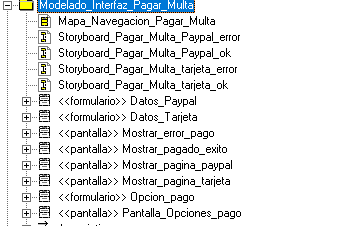 Modelado_Interfaz_Pagar_Multa
Mapa_Navegacion_Pagar_Multa
Storyboard_Pagar_Multa_Paypal_error
Storyboard_Pagar_Multa_Paypal_ok
Storyboard_Pagar_Multa_tarjeta_error
Storyboard_Pagar_Multa_tarjeta_ok
<<formulario>> Datos_Paypal
<<formulario>> Datos_Tarjeta
<<pantalla>> Mostrar_error_pago
<<pantalla>> Mostrar_pagado_exito
<<pantalla>> Mostrar_pagina_paypal
<<pantalla>> Mostrar_pagina_tarjeta
<<formulario>> Opcion_pago
<<pantalla>> Pantalla_Opciones_pago